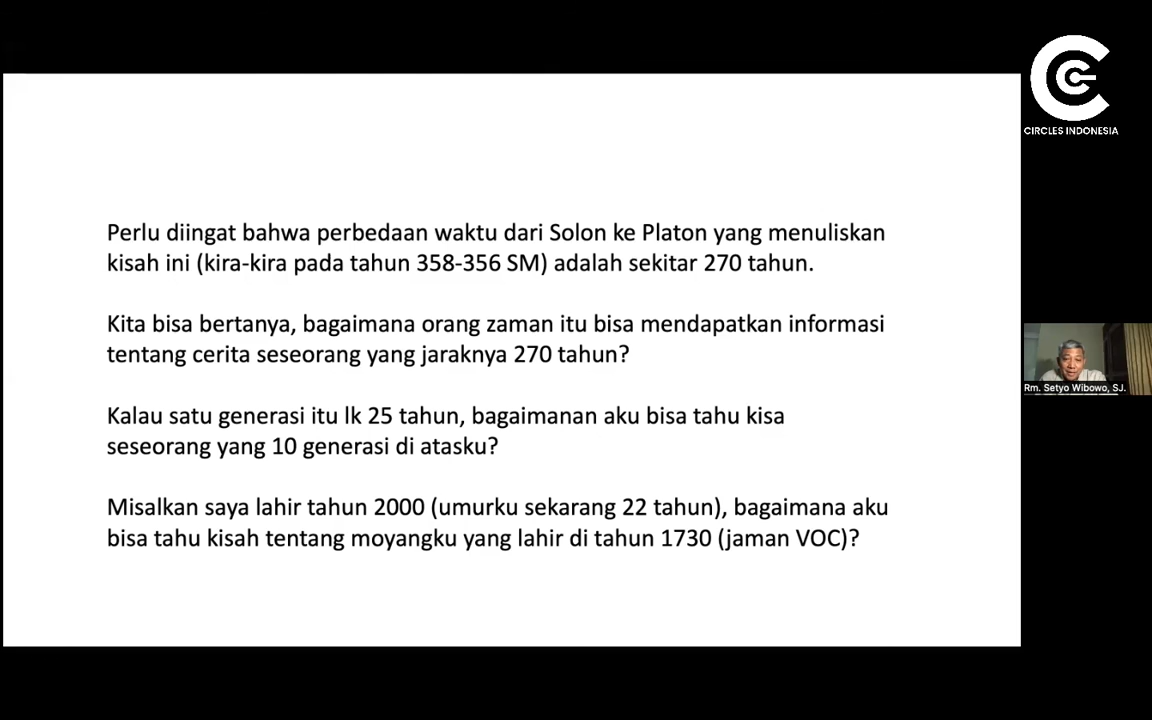 CIRCLES INDONESIA
Perlu diingat bahwa perbedaan waktu dari Solon ke Platon yang menuliskan
kisah ini (kira-kira pada tahun 358-356 SM) adalah sekitar 270 tahun.
Kita bisa bertanya, bagaimana orang zaman itu bisa mendapatkan informasi
tentang cerita seseorang yang jaraknya 270 tahun?
Kalau satu generasi itu lk 25 tahun, bagaimanan aku bisa tahu kisa
seseorang yang 10 generasi di atasku?
Misalkan saya lahir tahun 2000 (umurku sekarang 22 tahun), bagaimana aku
bisa tahu kisah tentang moyangku yang lahir di tahun 1730 (jaman VOC)?
Rm. Setyo Wibowo, SJ.